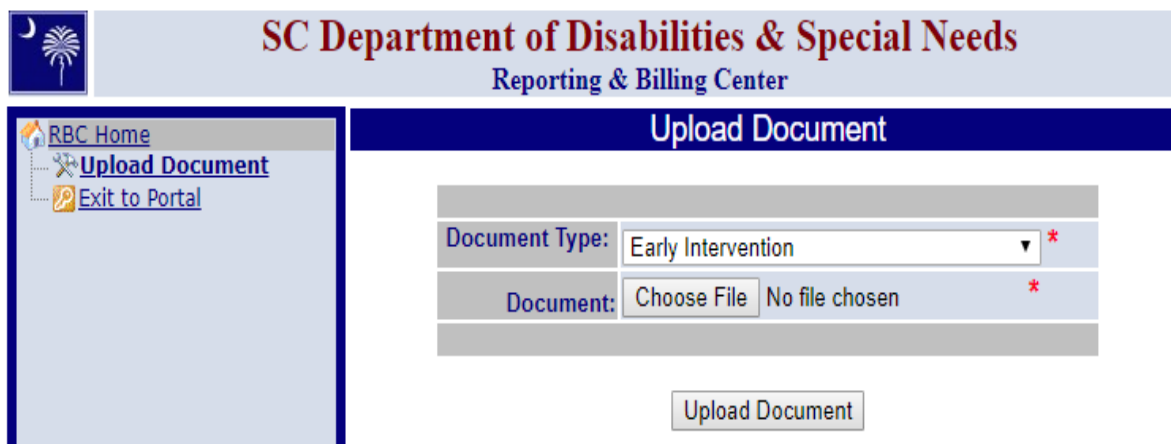 SC Department of Disabilities & Special Needs
Reporting & Billing Center
RBC Home
Upload Document
Exit to Portal
Upload Document
Document Type: Early Intervention *
Document: Choose File No file chosen *
Upload Document